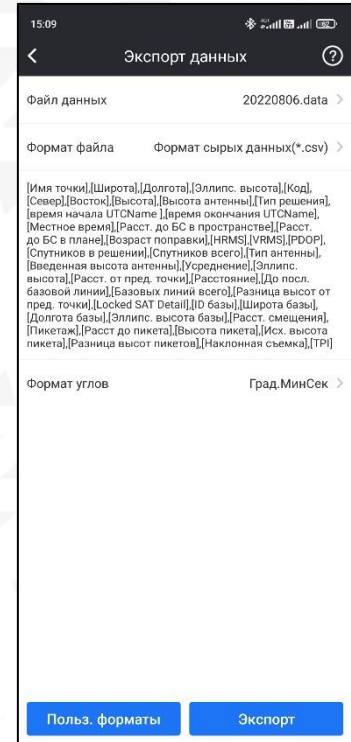 15:09
82
Экспорт данных
?
Файл данных 20220806.data
Формат файла Формат сырых данных(*.csv)
[Имя точки],[Широта],[Долгота],[Эллипс. высота],[Код],
[Север],[Восток],[Высота],[Высота антенны],[Тип решения],
[время начала UTCName ],[время окончания UTCName],
[Местное время],[Расст. до БС в пространстве],[Расст.
до БС в плане],[Возраст поправки],[HRMS],[VRMS],[PDOP],
[Спутников в решении],[Спутников всего],[Тип антенны],
[Введенная высота антенны],[Усреднение],[Эллипс.
высота],[Расст. от пред. точки],[Расстояние],[До посл.
базовой линии],[Базовых линий всего],[Разница высот от
пред. точки],[Locked SAT Detail],[ID базы],[Широта базы],
[Долгота базы],[Эллипс. высота базы],[Расст. смещения],
[Пикетаж],[Расст до пикета],[Высота пикета],[Исх. высота
пикета],[Разница высот пикетов],[Наклонная съемка],[TPI]
Формат углов Град.МинСек
Польз. форматы Экспорт